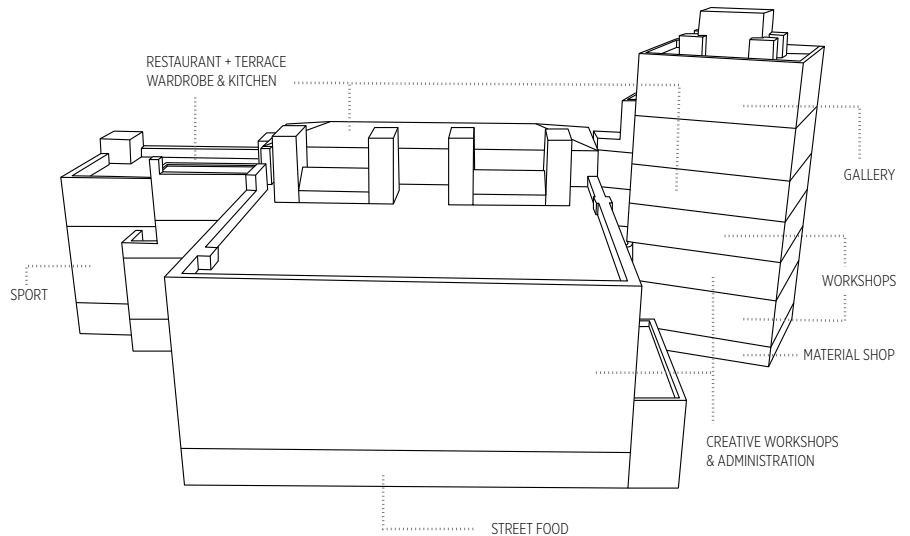 RESTAURANT + TERRACE
WARDROBE & KITCHEN
GALLERY
SPORT
WORKSHOPS
MATERIAL SHOP
CREATIVE WORKSHOPS
& ADMINISTRATION
STREET FOOD